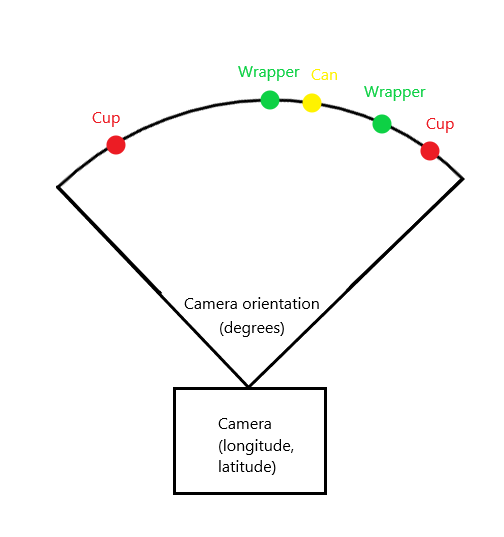 Wrapper
Can
Wrapper
Cup
Cup
Camera orientation
(degrees)
Camera
(longitude,
latitude)